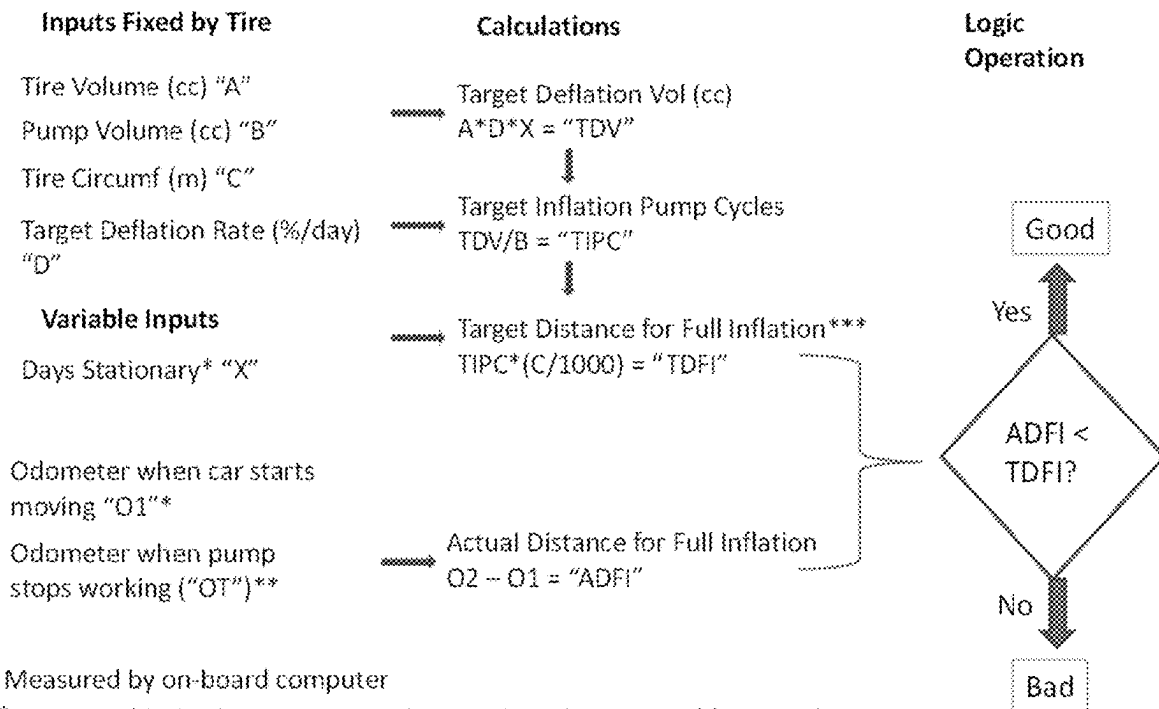 Inputs Fixed by Tire
Tire Volume (cc) “A”
Pump Volume (cc) “B”
Tire Circumf (m) “C”
Target Deflation Rate (%/day)
“D”
Variable Inputs
Days Stationary* “X”
Odometer when car starts
moving “O1”*
Odometer when pump
stops working (“OT”)**
Calculations
Target Deflation Vol (cc)
A*D*X = “TDV”
Target Inflation Pump Cycles
TDV/B = “TIPC”
Target Distance for Full Inflation***
TIPC*(C/1000) = “TDFI”
Actual Distance for Full Inflation
O2 – O1 = “ADFI”
Logic
Operation
Good
Yes
ADFI <
TDFI?
No
Bad
Measured by on-board computer